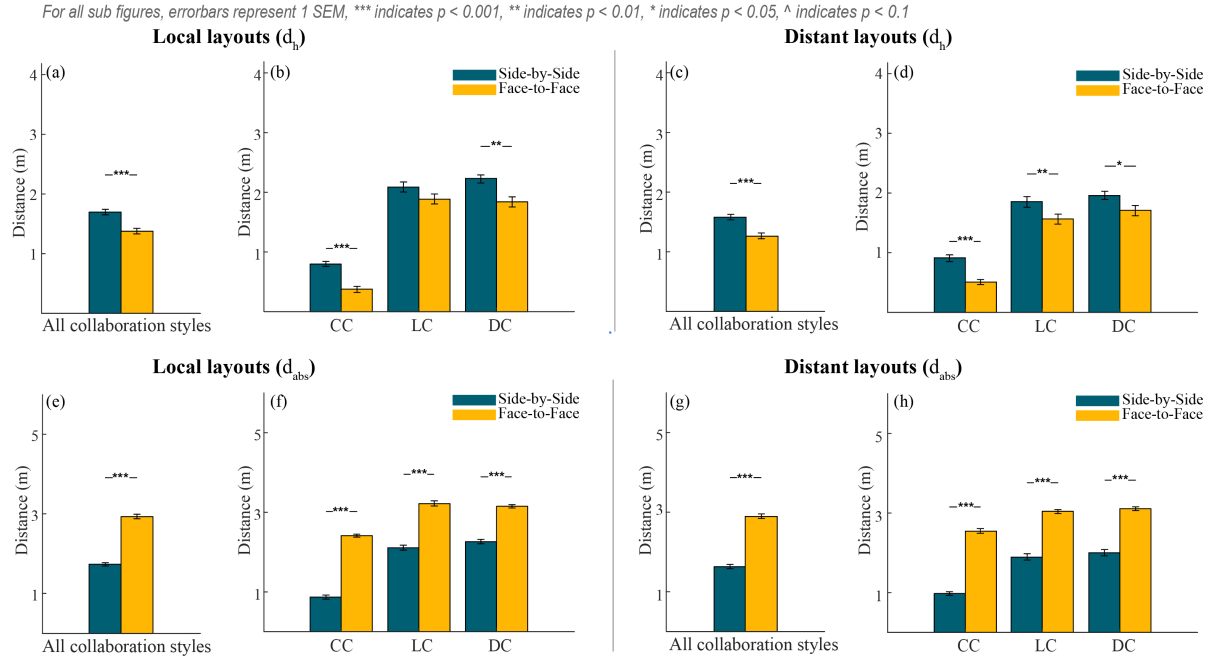 For all sub figures, errorbars represent 1 SEM, *** indicates p < 0.001, ** indicates p < 0.01, * indicates p < 0.05, ^ indicates p < 0.1
Local layouts (dh)
Distant layouts (dh)
(a)
4
3
2
1
Distance (m)
***
All collaboration styles
(b)
Side-by-Side
Face-to-Face
4
3
2
1
Distance (m)
***
**
CC LC DC
(c)
4
3
2
1
Distance (m)
***
All collaboration styles
(d)
Side-by-Side
Face-to-Face
4
3
2
1
Distance (m)
***
**
*
CC LC DC
Local layouts (dabs)
Distant layouts (dabs)
(e)
5
3
1
Distance (m)
***
All collaboration styles
(f)
Side-by-Side
Face-to-Face
5
3
1
Distance (m)
***
***
***
CC LC DC
(g)
5
3
1
Distance (m)
***
All collaboration styles
(h)
Side-by-Side
Face-to-Face
5
3
1
Distance (m)
***
***
***
CC LC DC